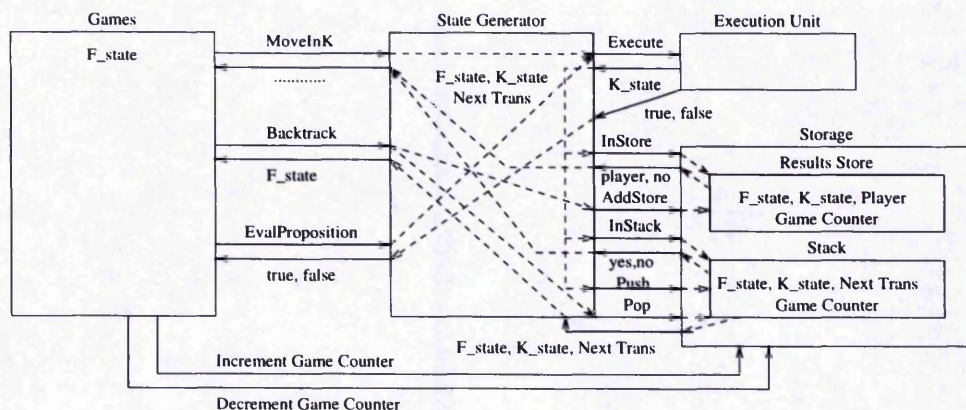 Games
State Generator
Execution Unit
F_state
MoveInK
..........
F_state, K_state
Next Trans
Execute
K_state
true, false
Backtrack
F_state
InStore
player, no
AddStore
InStack
yes,no
Push
Pop
Storage
Results Store
F_state, K_state, Player
Game Counter
Stack
F_state, K_state, Next Trans
Game Counter
EvalProposition
true, false
F_state, K_state, Next Trans
Increment Game Counter
Decrement Game Counter